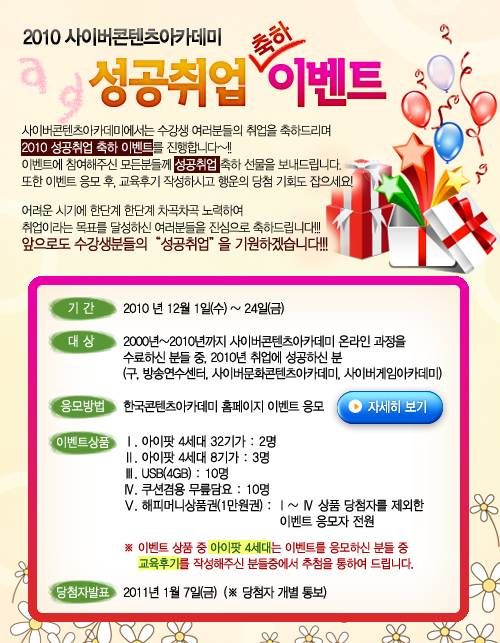 2010 사이버콘텐츠아카데미
성공취업 축하 이벤트
사이버콘텐츠아카데미에서는 수강생 여러분들의 취업을 축하드리며
2010 성공취업 축하 이벤트를 진행합니다~!!
이벤트에 참여해주신 모든분들께 성공취업 축하 선물을 보내드립니다.
또한 이벤트 응모 후, 교육후기 작성하시고 행운의 당첨 기회도 잡으세요!
어려운 시기에 한단계 한단계 차곡차곡 노력하여
취업이라는 목표를 달성하신 여러분들을 진심으로 축하드립니다!!!
앞으로도 수강생분들의 “성공취업”을 기원하겠습니다!!!
기 간 2010 년 12월 1일(수) ~ 24일(금)
대 상 2000년~2010년까지 사이버콘텐츠아카데미 온라인 과정을
수료하신 분들 중, 2010년 취업에 성공하신 분
(구, 방송연수센터, 사이버문화콘텐츠아카데미, 사이버게임아카데미)
응모방법 한국콘텐츠아카데미 홈페이지 이벤트 응모 자세히 보기
이벤트상품 Ⅰ. 아이팟 4세대 32기가 : 2명
Ⅱ. 아이팟 4세대 8기가 : 3명
Ⅲ. USB(4GB) : 10명
Ⅳ. 쿠션겸용 무릎담요 : 10명
Ⅴ. 해피머니상품권(1만원권) : Ⅰ~ Ⅳ 상품 당첨자를 제외한
이벤트 응모자 전원
※ 이벤트 상품 중 아이팟 4세대는 이벤트를 응모하신 분들 중
교육후기를 작성해주신 분들중에서 추첨을 통하여 드립니다.
당첨자발표 2011년 1월 7일(금) (※ 당첨자 개별 통보)